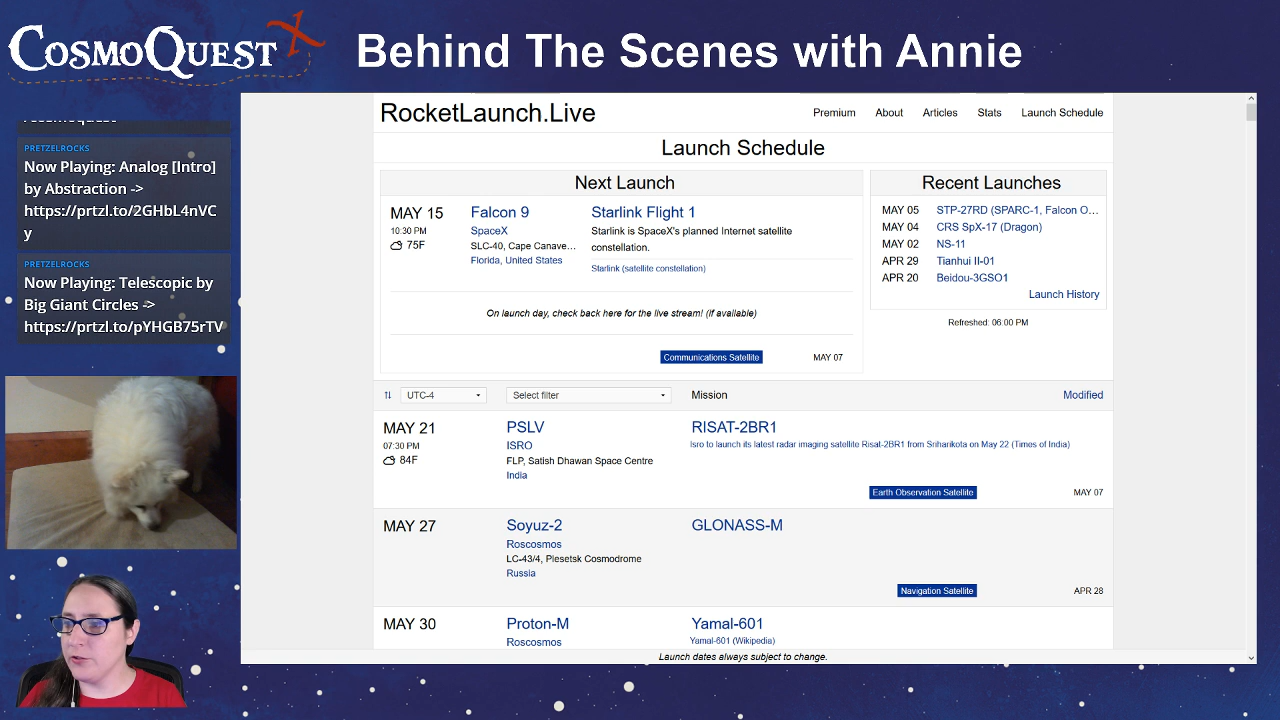 CosmoQuest X
Behind The Scenes with Annie
PRETZELROCKS
Now Playing: Analog [Intro]
by Abstraction ->
https://prtzl.to/2GHbL4nVC
y
PRETZELROCKS
Now Playing: Telescopic by
Big Giant Circles ->
https://prtzl.to/pYHGB75rTV
RocketLaunch.Live
Premium
About
Articles
Stats
Launch Schedule
Launch Schedule
Next Launch
MAY 15
10:30 PM
75F
Falcon 9
SpaceX
SLC-40, Cape Canave...
Florida, United States
Starlink Flight 1
Starlink is SpaceX's planned Internet satellite
constellation.
Starlink (satellite constellation)
On launch day, check back here for the live stream! (if available)
Communications Satellite
MAY 07
Recent Launches
MAY 05 STP-27RD (SPARC-1, Falcon O...
MAY 04 CRS SpX-17 (Dragon)
MAY 02 NS-11
APR 29 Tianhui II-01
APR 20 Beidou-3GSO1
Launch History
Refreshed: 06:00 PM
UTC-4
Select filter
Mission
Modified
MAY 21
07:30 PM
84F
PSLV
ISRO
FLP, Satish Dhawan Space Centre
India
RISAT-2BR1
Isro to launch its latest radar imaging satellite Risat-2BR1 from Sriharikota on May 22 (Times of India)
Earth Observation Satellite
MAY 07
MAY 27
Soyuz-2
Roscosmos
LC-43/4, Plesetsk Cosmodrome
Russia
GLONASS-M
Navigation Satellite
APR 28
MAY 30
Proton-M
Roscosmos
Yamal-601
Yamal-601 (Wikipedia)
Launch dates always subject to change.